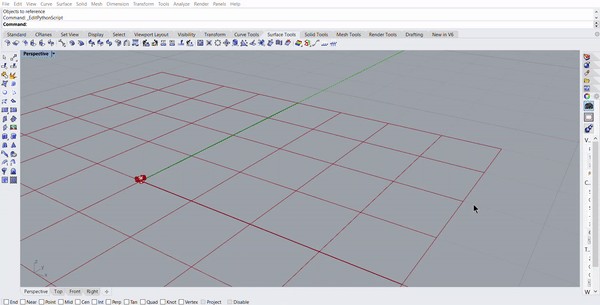 File Edit View Curve Surface Solid Mesh Dimension Transform Tools Analyze Render Panels Help
Objects to reference
Command: _EditPythonScript
Command:
Standard CPlanes Set View Display Select Viewport Layout Visibility Transform Curve Tools Surface Tools Solid Tools Mesh Tools Render Tools Drafting New in V6
Perspective
V...
C...
T...
W
Perspective Top Front Right
End Near Point Mid Cen Int Perp Tan Quad Knot Vertex Project Disable